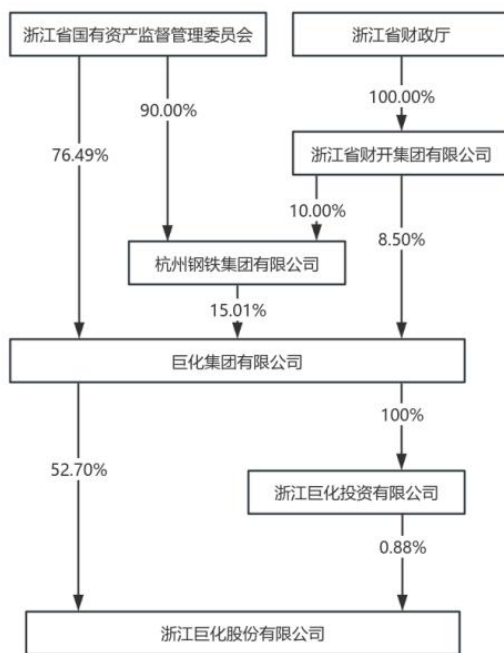 浙江省国有资产监督管理委员会
浙江省财政厅
100.00%
90.00%
76.49%
浙江省财开集团有限公司
10.00%
8.50%
杭州钢铁集团有限公司
15.01%
巨化集团有限公司
100%
52.70%
浙江巨化投资有限公司
0.88%
浙江巨化股份有限公司